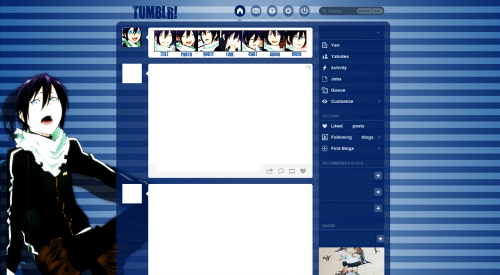 TUMBLR!
Search
TEXT PHOTO QUOTE LINK CHAT AUDIO VIDEO
Yen
Yatoites
Activity
Jobs
Queue
Customize
ACCOUNT
Liked posts
Following blogs
Find Blogs
RECOMMENDED BLOGS
RADAR